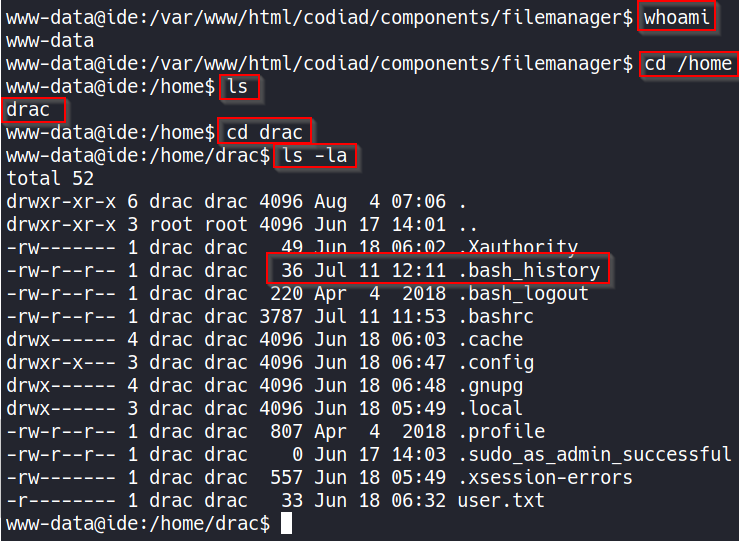 www-data@ide:/var/www/html/codiad/components/filemanager$ whoami
www-data
www-data@ide:/var/www/html/codiad/components/filemanager$ cd /home
www-data@ide:/home$ ls
drac
www-data@ide:/home$ cd drac
www-data@ide:/home/drac$ ls -la
total 52
drwxr-xr-x 6 drac drac 4096 Aug  4 07:06 .
drwxr-xr-x 3 root root 4096 Jun 17 14:01 ..
-rw------- 1 drac drac   49 Jun 18 06:02 .Xauthority
-rw-r--r-- 1 drac drac   36 Jul 11 12:11 .bash_history
-rw-r--r-- 1 drac drac  220 Apr  4  2018 .bash_logout
-rw-r--r-- 1 drac drac 3787 Jul 11 11:53 .bashrc
drwx------ 4 drac drac 4096 Jun 18 06:03 .cache
drwxr-x--- 3 drac drac 4096 Jun 18 06:47 .config
drwx------ 4 drac drac 4096 Jun 18 06:48 .gnupg
drwx------ 3 drac drac 4096 Jun 18 05:49 .local
-rw-r--r-- 1 drac drac  807 Apr  4  2018 .profile
-rw-r--r-- 1 drac drac    0 Jun 17 14:03 .sudo_as_admin_successful
-rw------- 1 drac drac  557 Jun 18 05:49 .xsession-errors
-r-------- 1 drac drac   33 Jun 18 06:32 user.txt
www-data@ide:/home/drac$